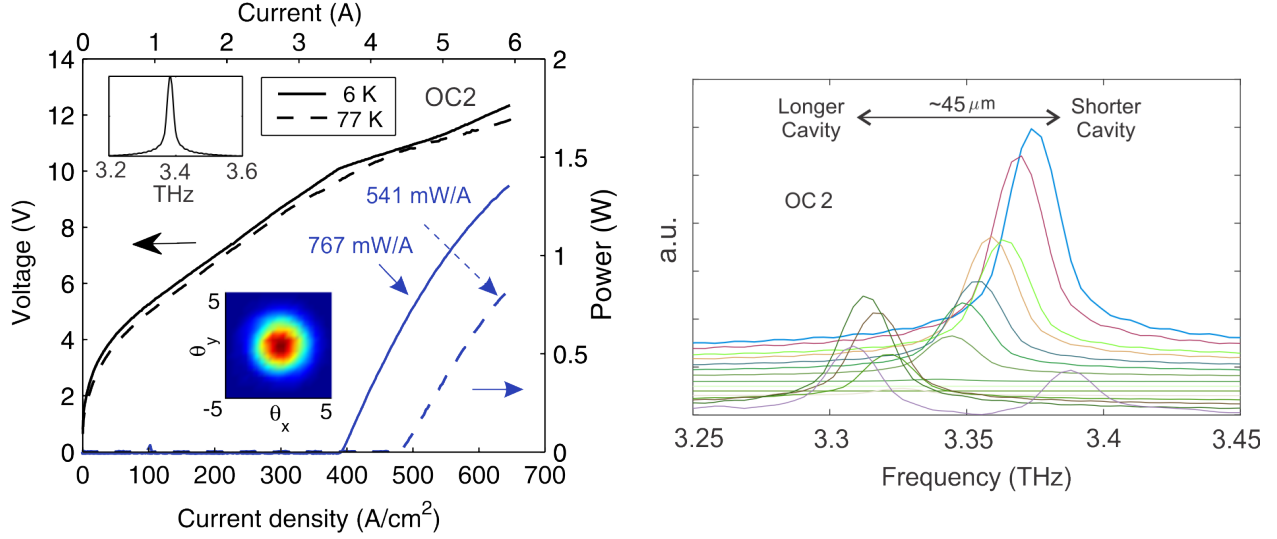 Current (A)
0 1 2 3 4 5 6
14 12 10 8 6 4 2 0
Voltage (V)
2 1.5 1 0.5 0
Power (W)
6 K
77 K
OC2
3.2 3.4 3.6
THz
541 mW/A
767 mW/A
5
θy
-5 θx 5
0 100 200 300 400 500 600 700
Current density (A/cm2)
Longer
Cavity
~45 μm
Shorter
Cavity
OC 2
a.u.
3.25 3.3 3.35 3.4 3.45
Frequency (THz)